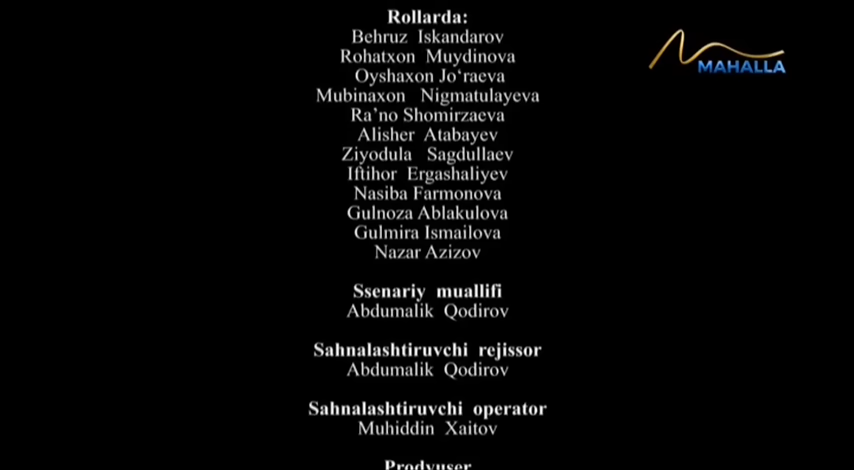 Rollarda:
Behruz Iskandarov
Rohatxon Muydinova
Oyshaxon Jo‘raeva
Mubinaxon Nigmatulayeva
Ra’no Shomirzaeva
Alisher Atabayev
Ziyodula Sagdullaev
Iftihor Ergashaliyev
Nasiba Farmonova
Gulnoza Ablakulova
Gulmira Ismailova
Nazar Azizov
Ssenariy muallifi
Abdumalik Qodirov
Sahnalashtiruvchi rejissor
Abdumalik Qodirov
Sahnalashtiruvchi operator
Muhiddin Xaitov
Prodyuser
MAHALLA